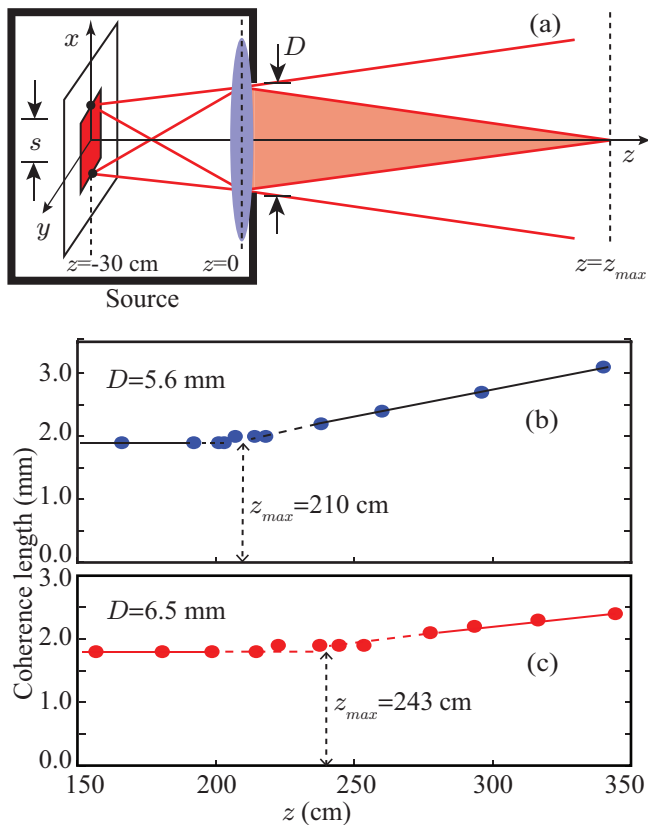 (a)
x
D
s
z
y
z=-30 cm
z=0
z=z_max
Source
Coherence length (mm)
3.0
2.0
1.0
0.0
D=5.6 mm
(b)
z_max=210 cm
3.0
2.0
1.0
0.0
D=6.5 mm
(c)
z_max=243 cm
150 200 250 300 350
z (cm)